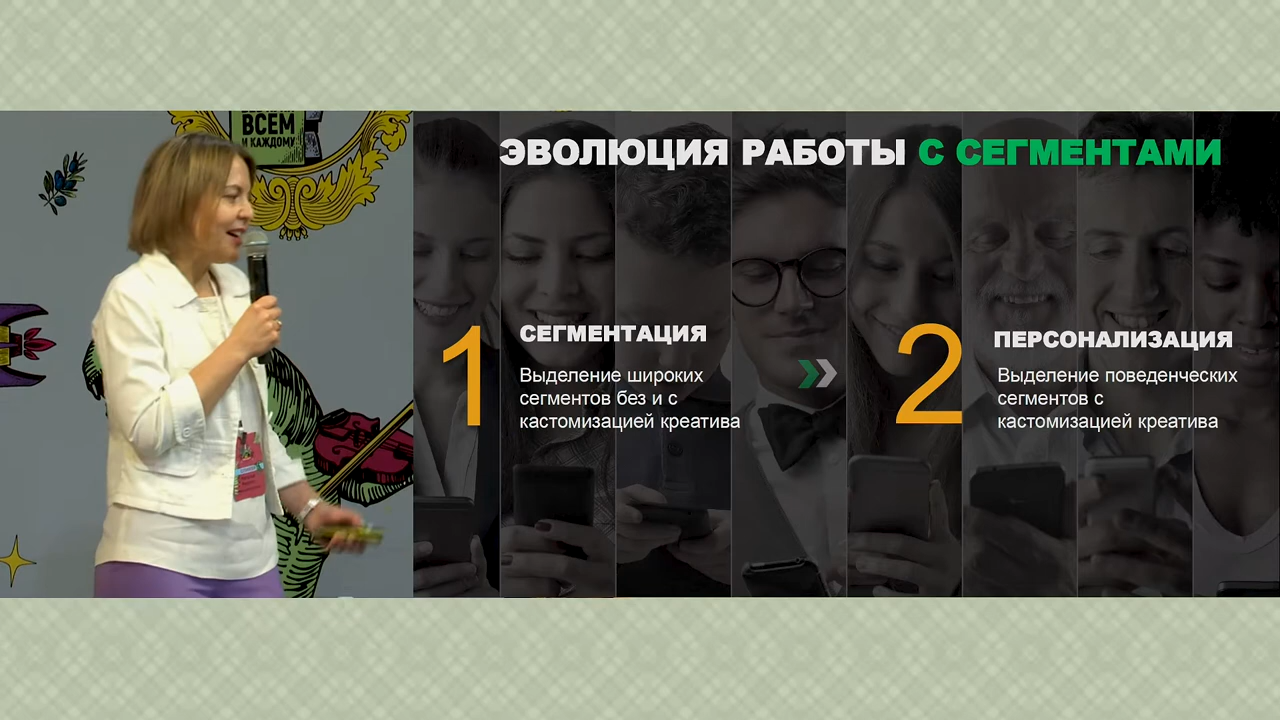 ВСЕМ
И КАЖДОМУ
ЭВОЛЮЦИЯ РАБОТЫ С СЕГМЕНТАМИ
1
СЕГМЕНТАЦИЯ
Выделение широких
сегментов без и с
кастомизацией креатива
2
ПЕРСОНАЛИЗАЦИЯ
Выделение поведенческих
сегментов с
кастомизацией креатива